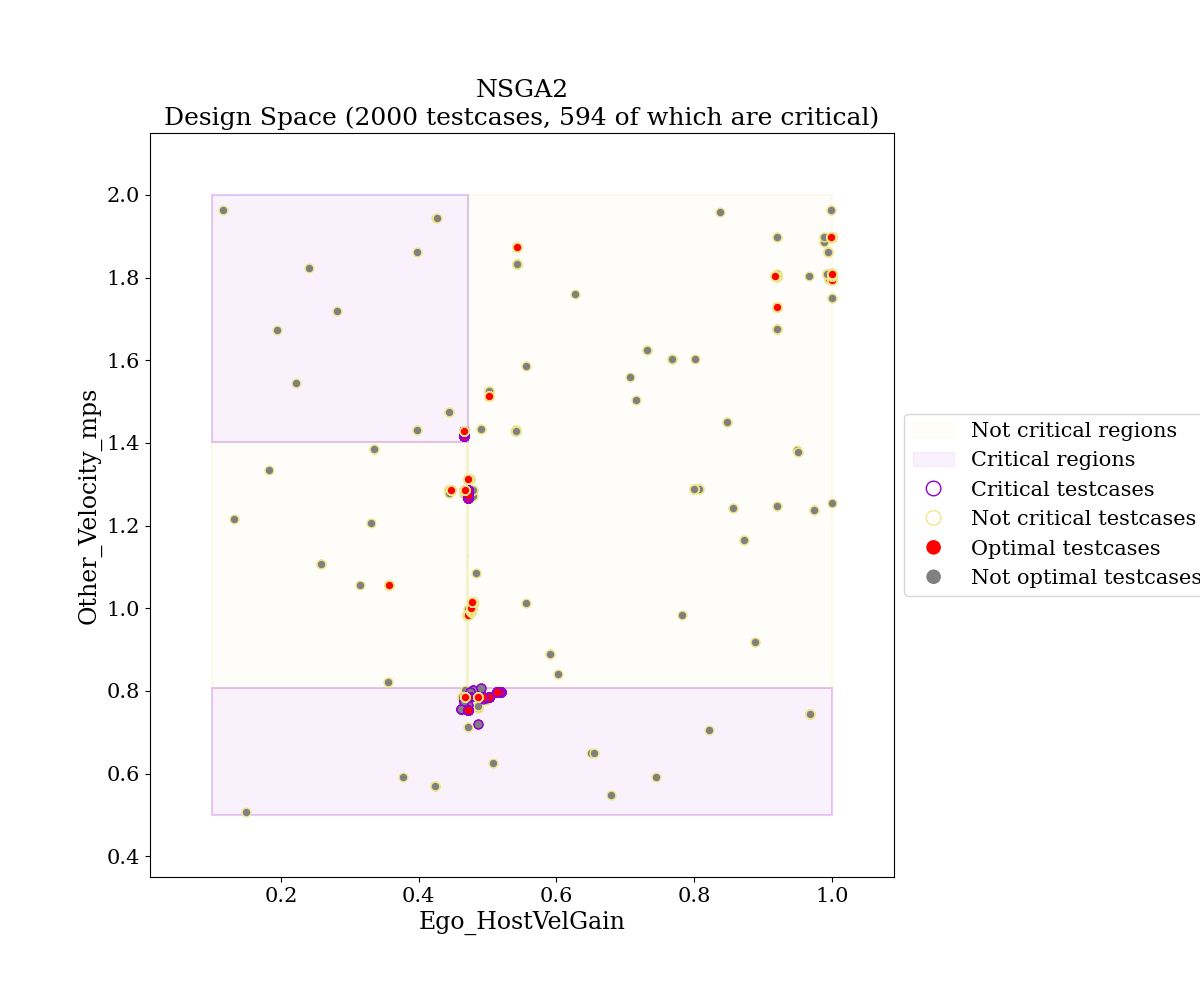 NSGA2
Design Space (2000 testcases, 594 of which are critical)
Other_Velocity_mps
2.0
1.8
1.6
1.4
1.2
1.0
0.8
0.6
0.4
0.2
0.4
0.6
0.8
1.0
Ego_HostVelGain
Not critical regions
Critical regions
Critical testcases
Not critical testcases
Optimal testcases
Not optimal testcases